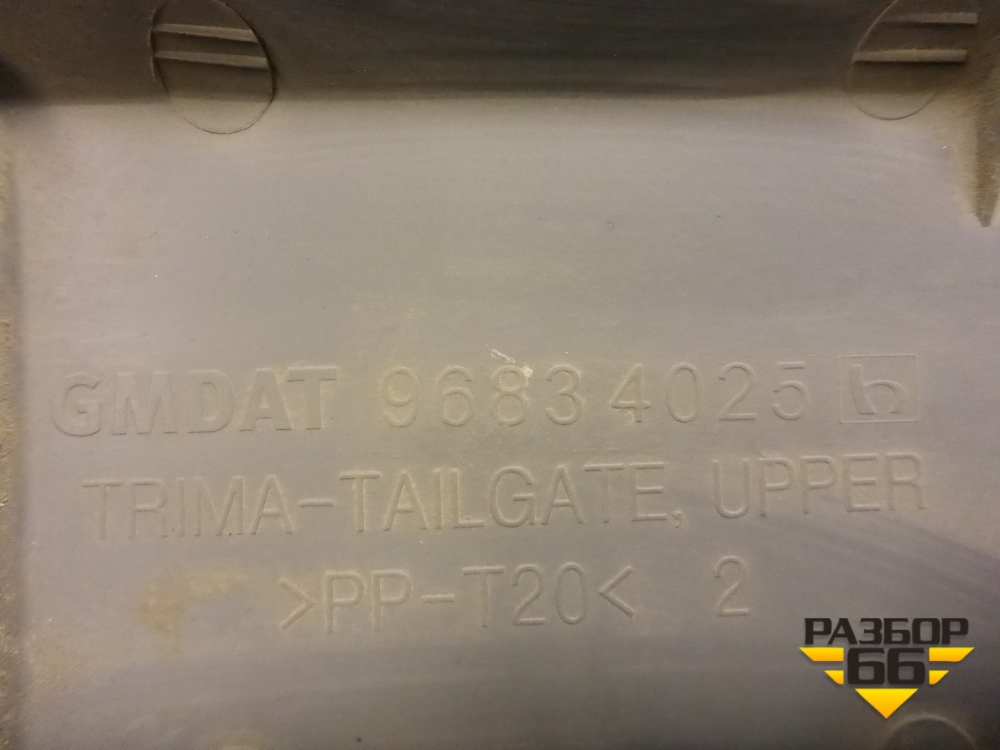 GMDAT 96834025
TRIMA-TAILGATE, UPPER
>PP-T20< 2
РАЗБОР
66